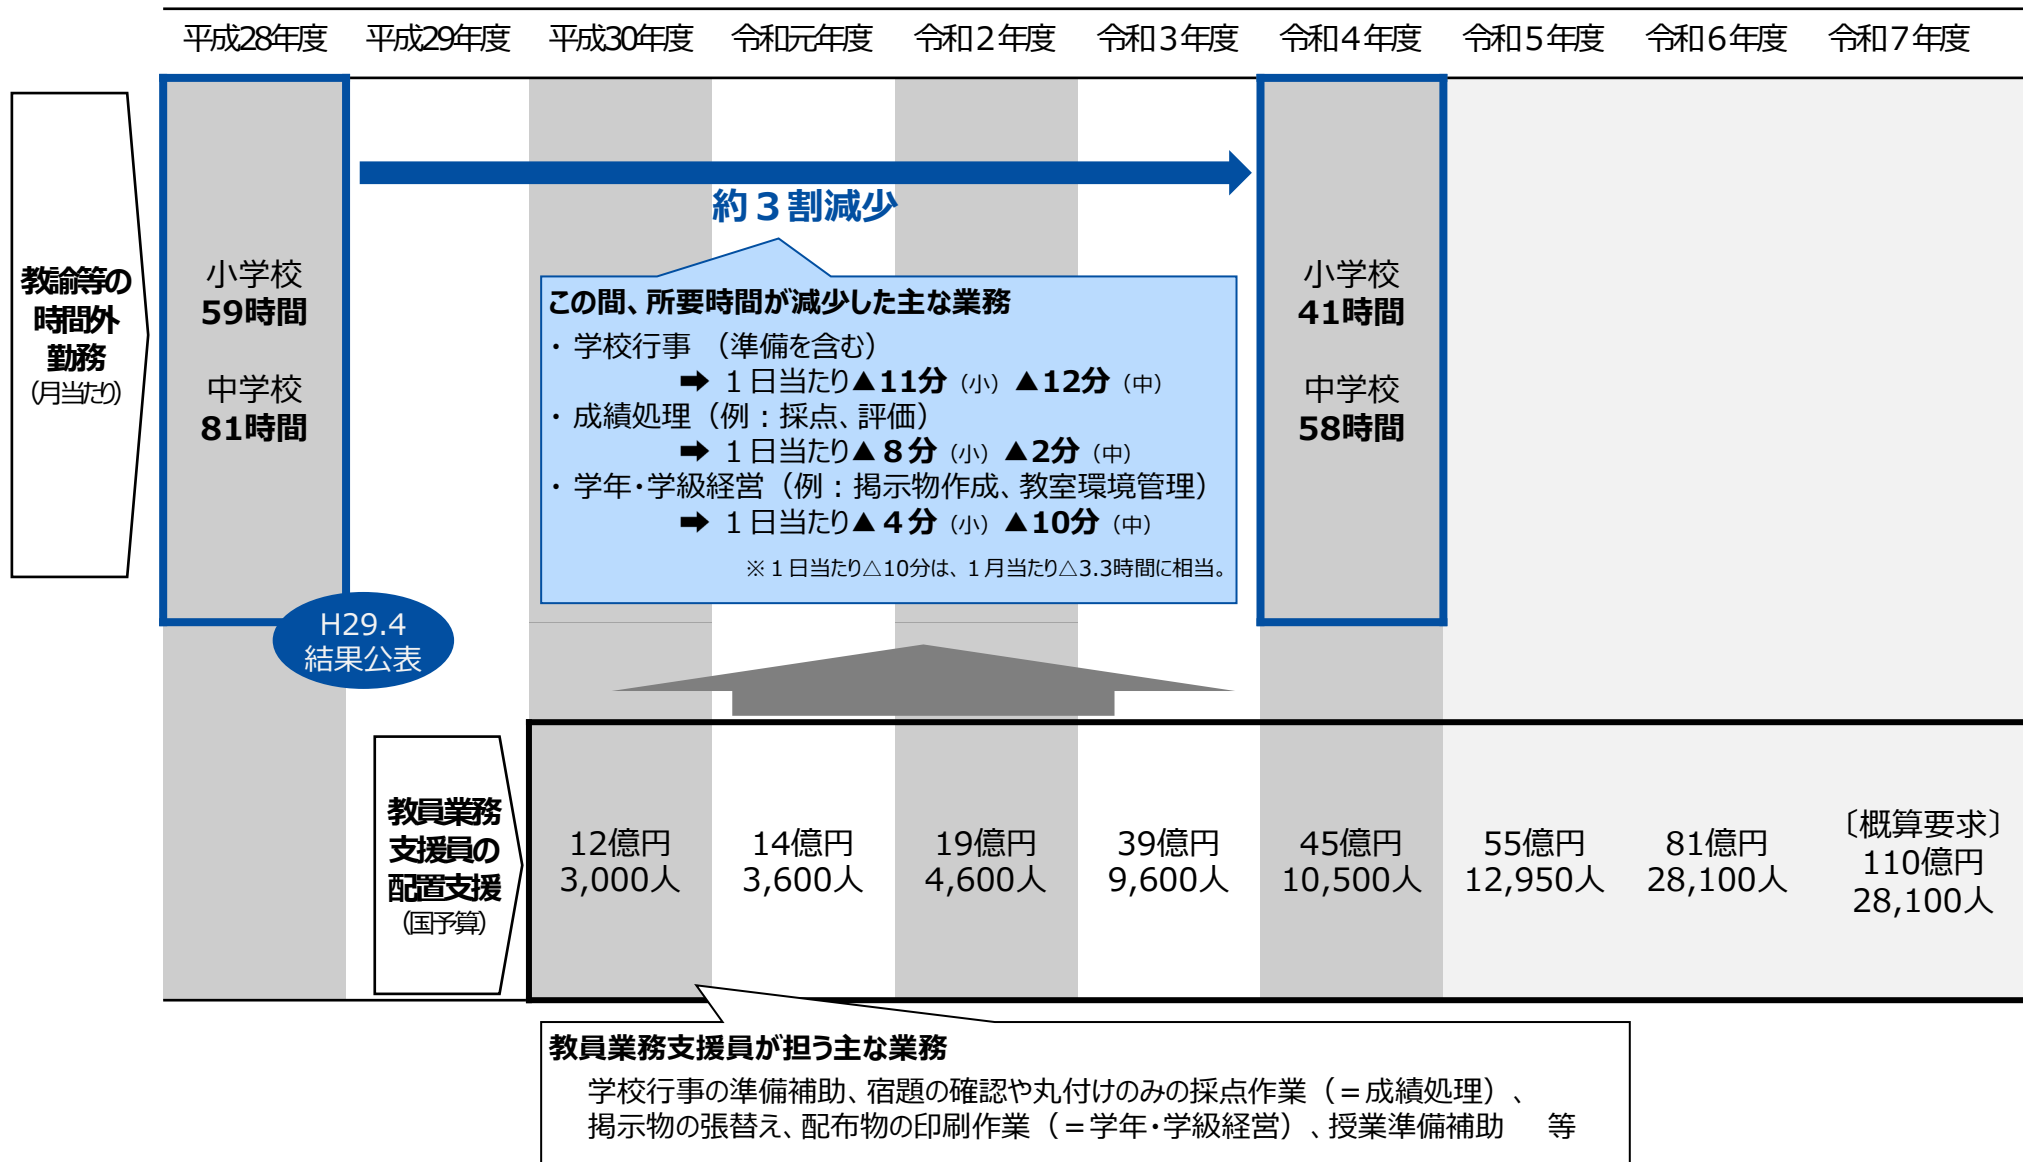 平成28年度 平成29年度 平成30年度 令和元年度 令和２年度 令和３年度 令和４年度 令和５年度 令和６年度 令和７年度
教諭等の
時間外
勤務
（月当たり）
小学校
59時間
中学校
81時間
H29.4
結果公表
約３割減少
この間、所要時間が減少した主な業務
・ 学校行事 （準備を含む）
➡ １日当たり▲11分（小） ▲12分（中）
・ 成績処理（例：採点、評価）
➡ １日当たり▲８分（小） ▲2分（中）
・ 学年・学級経営（例：掲示物作成、教室環境管理）
➡ １日当たり▲４分（小） ▲10分（中）
※１日当たり△10分は、１月当たり△3.3時間に相当。
小学校
41時間
中学校
58時間
教員業務
支援員の
配置支援
（国予算）
12億円
3,000人
14億円
3,600人
19億円
4,600人
39億円
9,600人
45億円
10,500人
55億円
12,950人
81億円
28,100人
〔概算要求〕
110億円
28,100人
教員業務支援員が担う主な業務
学校行事の準備補助、宿題の確認や丸付けのみの採点作業（＝成績処理）、
掲示物の張替え、配布物の印刷作業（＝学年・学級経営）、授業準備補助 等